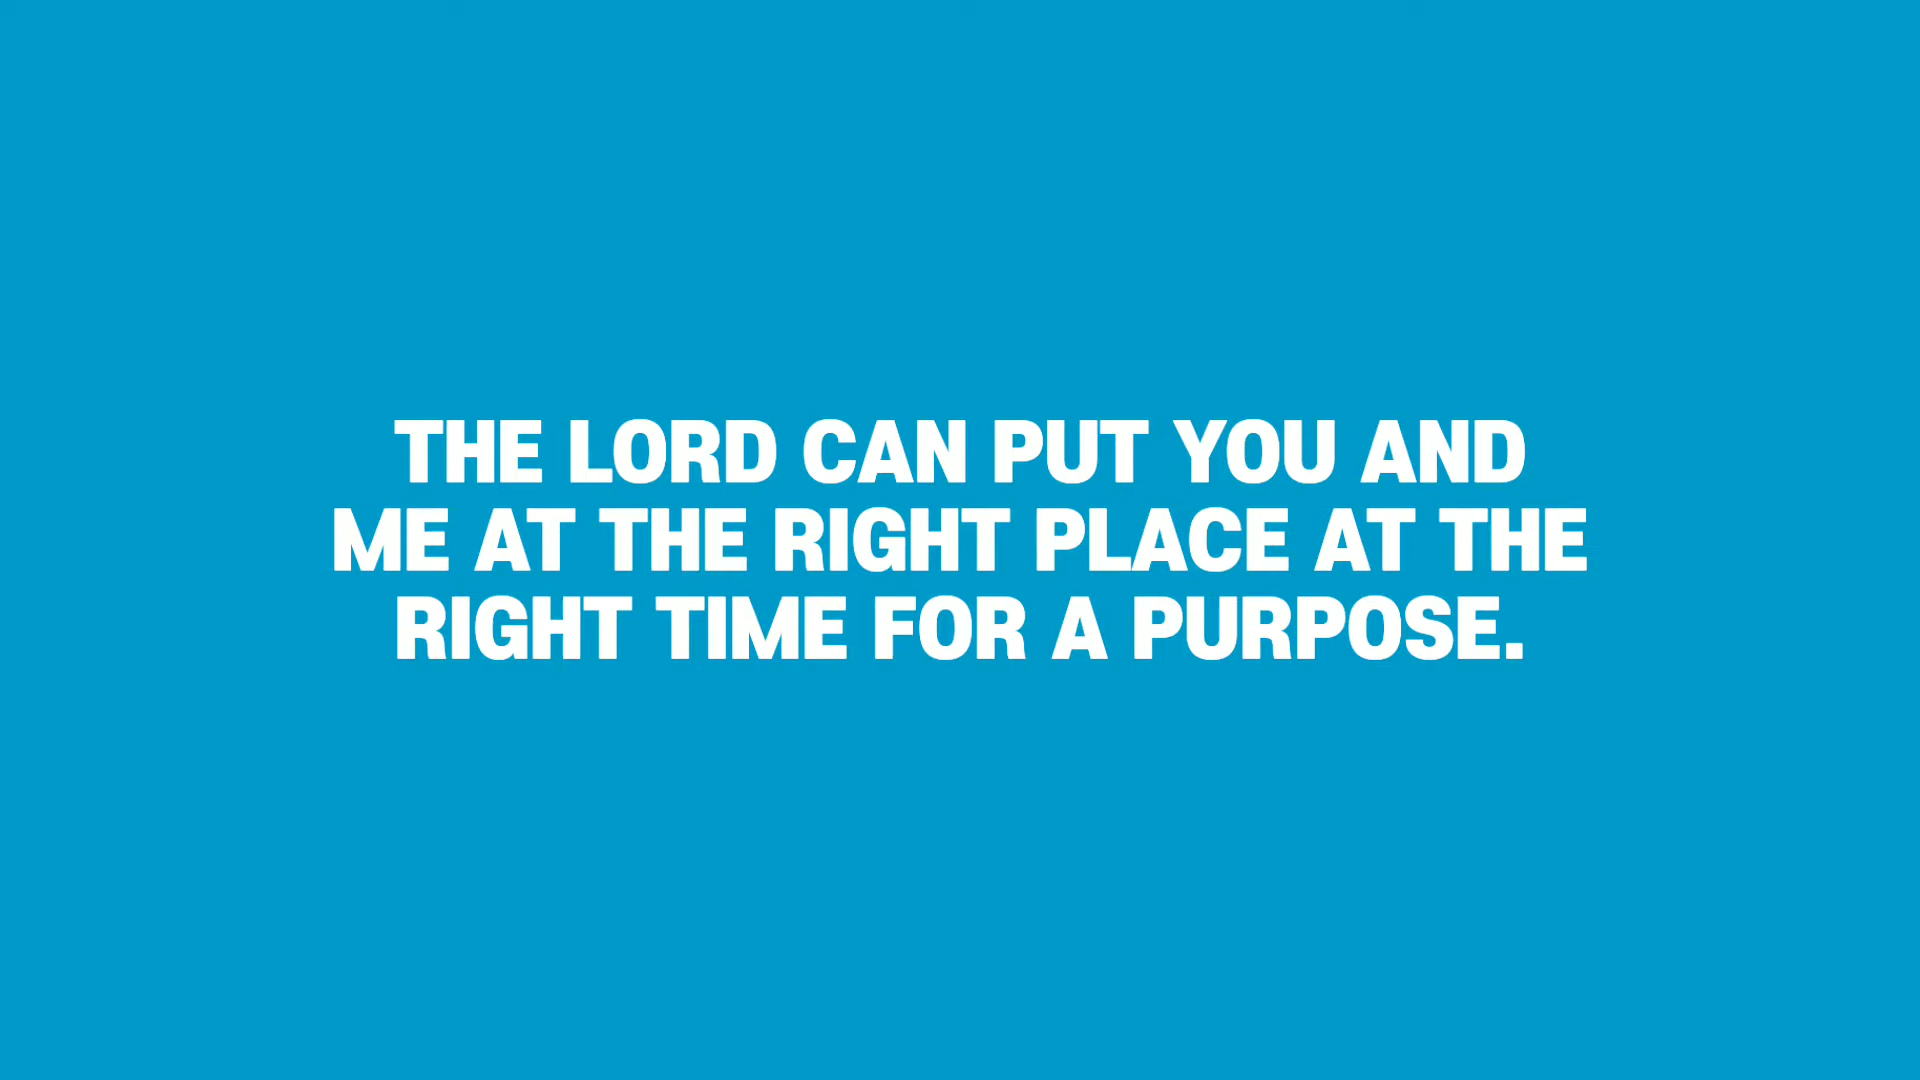 THE LORD CAN PUT YOU AND
ME AT THE RIGHT PLACE AT THE
RIGHT TIME FOR A PURPOSE.